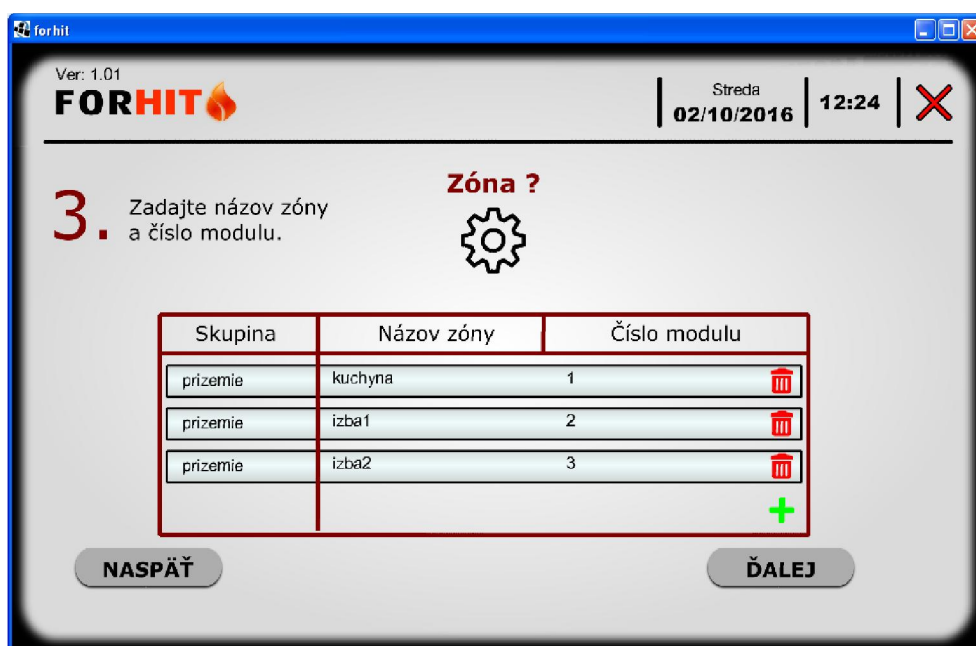 forhit
Ver: 1.01
FORHIT
Streda
02/10/2016
12:24
Zóna ?
3. Zadajte názov zóny
a číslo modulu.
Skupina Názov zóny Číslo modulu
prizemie kuchyna 1
prizemie izba1 2
prizemie izba2 3
NASPÄŤ ĎALEJ